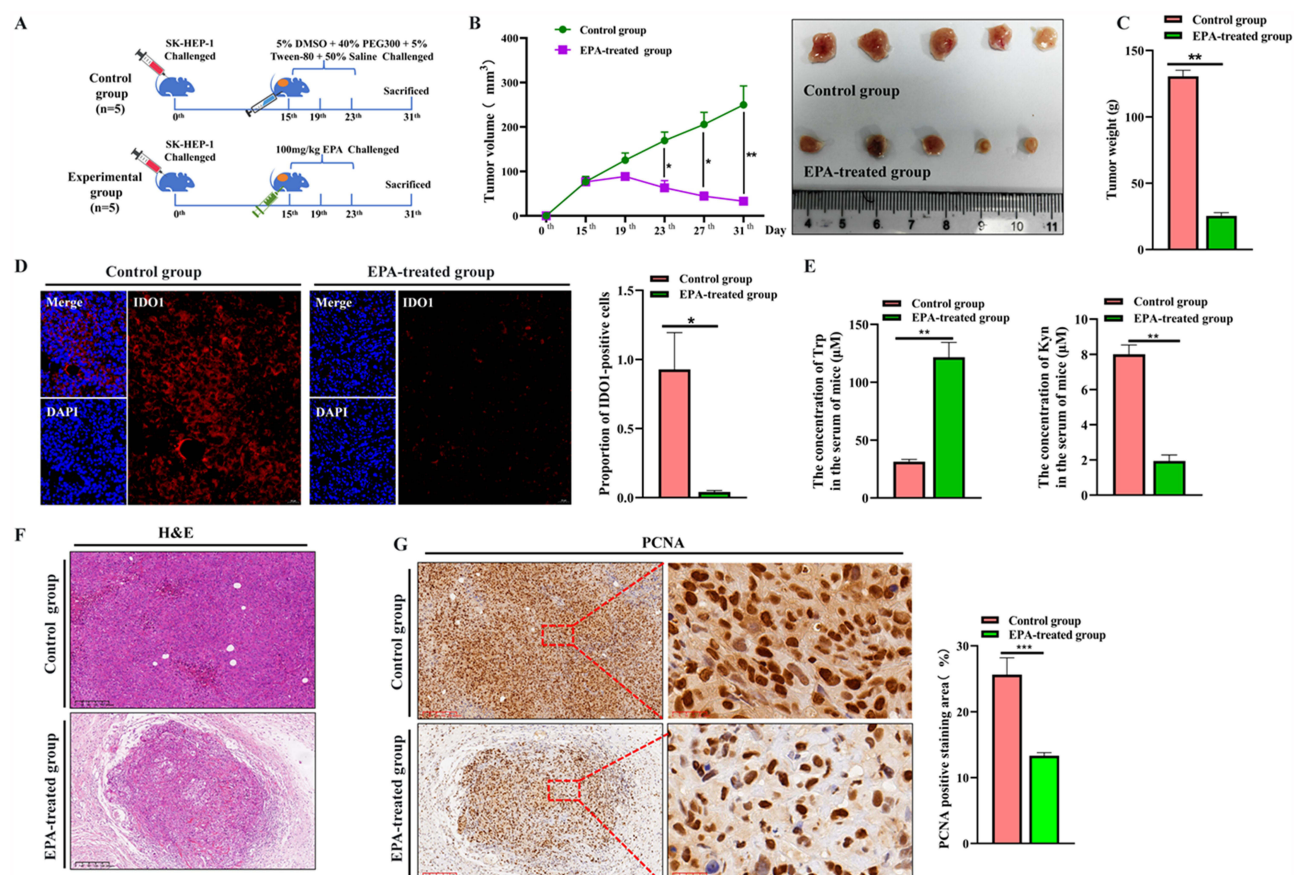 A
SK-HEP-1
Challenged
5% DMSO + 40% PEG300 + 5%
Tween-80 + 50% Saline Challenged
Control
group
(n=5)
Sacrificed
0th
15th
19th
23th
31th
SK-HEP-1
Challenged
100mg/kg EPA Challenged
Experimental
group
(n=5)
Sacrificed
0th
15th
19th
23th
31th
B
Control group
EPA-treated group
Tumor volume ( mm3)
400
300
200
100
0
*
*
**
0th
15th
19th
23th
27th
31th
Day
Control group
EPA-treated group
4
5
6
7
8
9
10
11
C
Control group
EPA-treated group
Tumor weight (g)
150
100
50
0
**
D
Control group
EPA-treated group
Merge
IDO1
DAPI
Merge
IDO1
DAPI
Control group
EPA-treated group
Proportion of IDO1-positive cells
1.5
1.0
0.5
0.0
*
E
Control group
EPA-treated group
The concentration of Trp
in the serum of mice (μM)
150
100
50
0
**
Control group
EPA-treated group
The concentration of Kyn
in the serum of mice (μM)
10
8
6
4
2
0
**
F
H&E
Control group
EPA-treated group
G
PCNA
Control group
EPA-treated group
Control group
EPA-treated group
PCNA positive staining area( %)
30
20
10
0
***